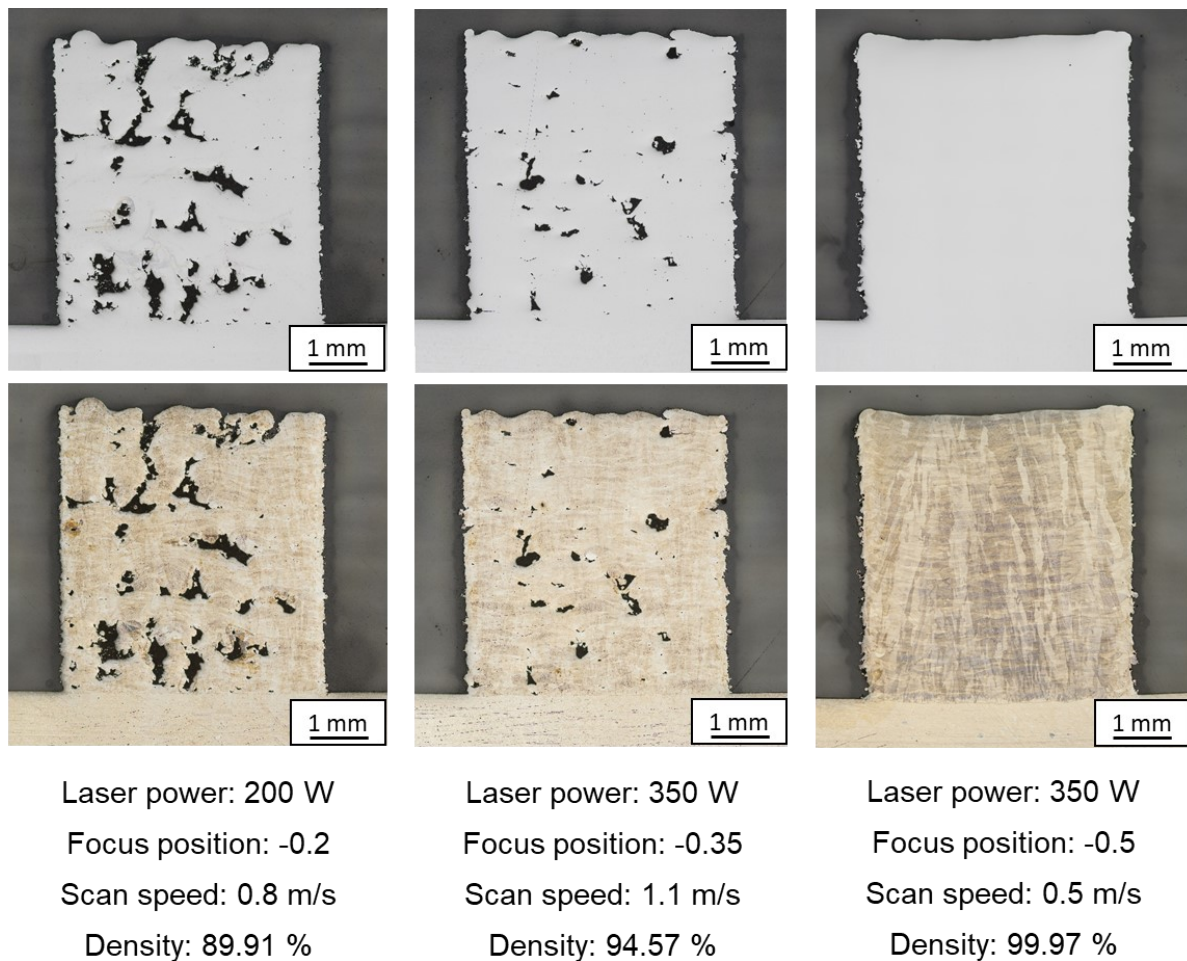 1 mm
1 mm
1 mm
1 mm
1 mm
1 mm
Laser power: 200 W
Focus position: -0.2
Scan speed: 0.8 m/s
Density: 89.91 %
Laser power: 350 W
Focus position: -0.35
Scan speed: 1.1 m/s
Density: 94.57 %
Laser power: 350 W
Focus position: -0.5
Scan speed: 0.5 m/s
Density: 99.97 %